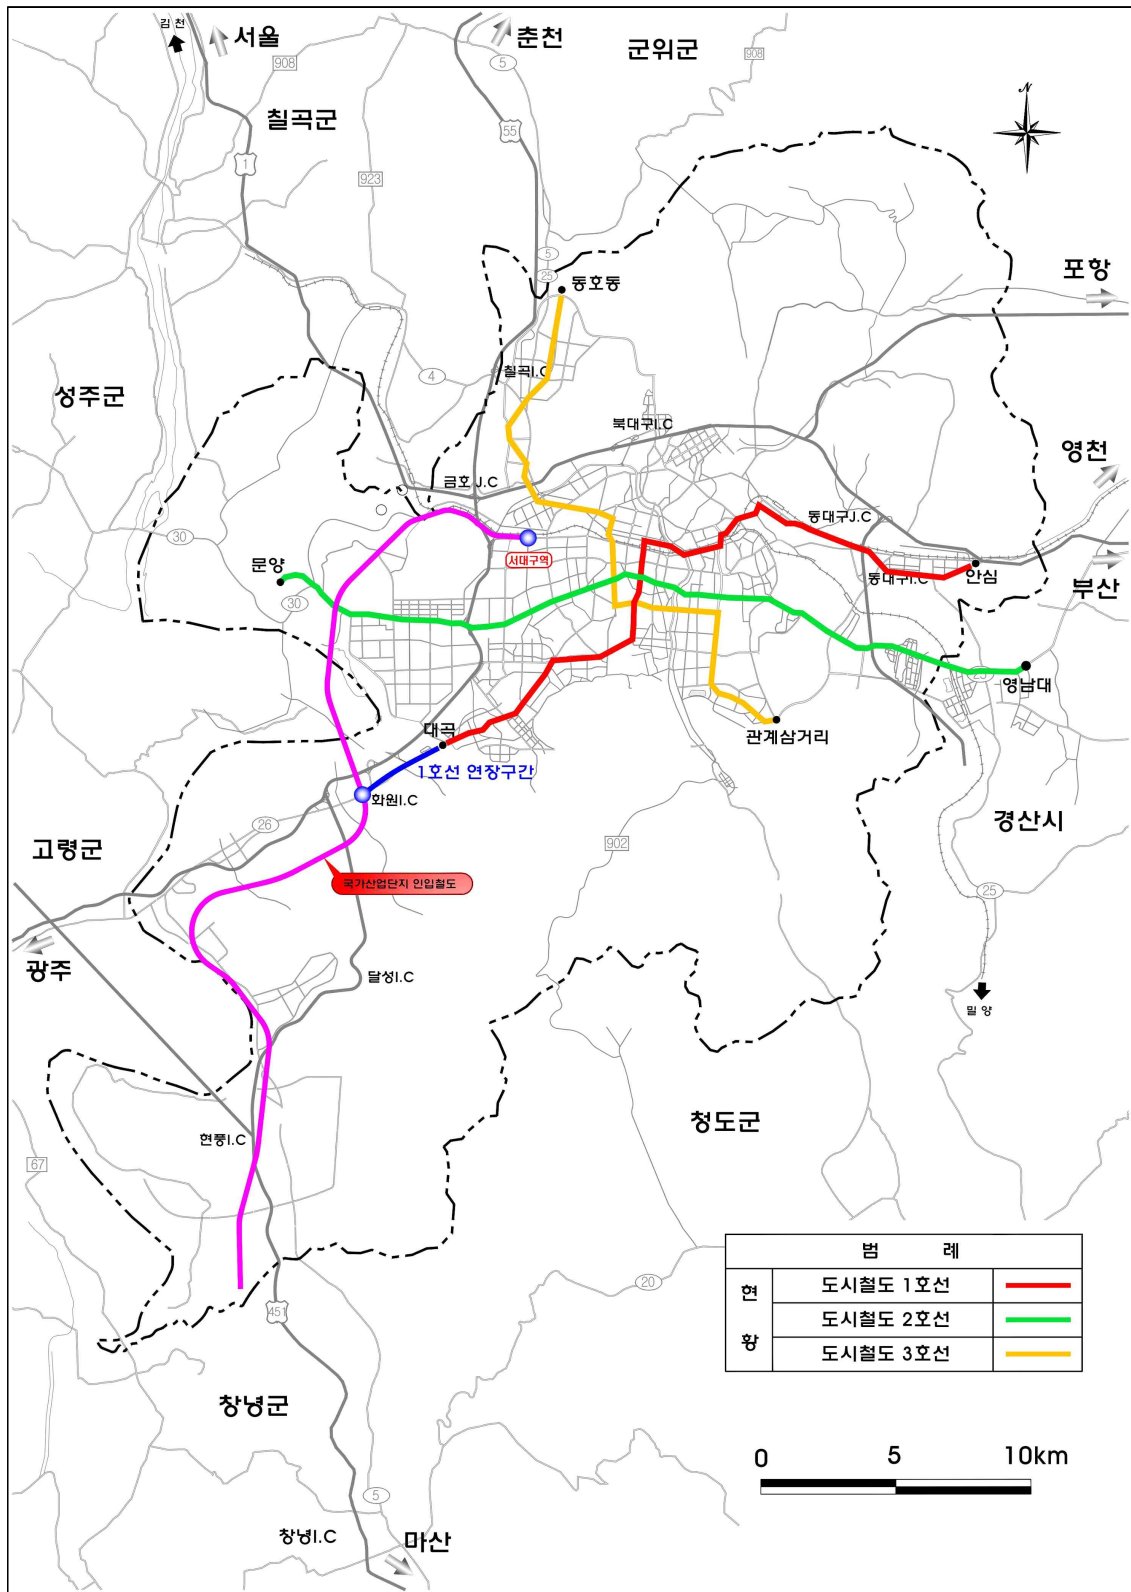 김천
서울
춘천
군위군
908
5
908
칠곡군
55
1
923
5
25
동호동
포항
칠곡I.C
4
성주군
북대구I.C
영천
금호J.C
동대구J.C
30
서대구역
문양
동대구I.C
안심
부산
30
25
영남대
대곡
관계삼거리
1호선 연장구간
화원I.C
26
경산시
고령군
902
국가산업단지 인입철도
25
광주
달성I.C
밀양
청도군
현풍I.C
67
범 례
20
현황
도시철도 1호선
451
도시철도 2호선
도시철도 3호선
창녕군
0 5 10km
5
창녕I.C
마산
N